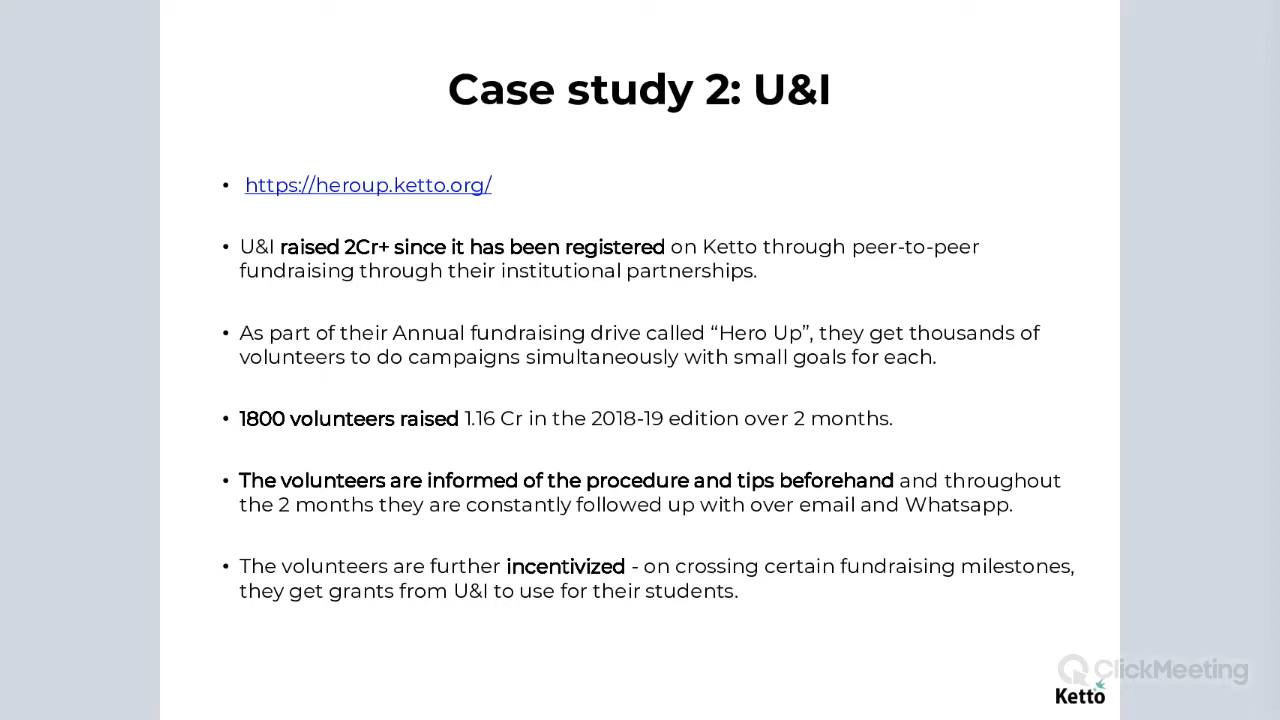 Case study 2: U&I
• https://heroup.ketto.org/
• U&I raised 2Cr+ since it has been registered on Ketto through peer-to-peer
fundraising through their institutional partnerships.
• As part of their Annual fundraising drive called “Hero Up”, they get thousands of
volunteers to do campaigns simultaneously with small goals for each.
• 1800 volunteers raised 1.16 Cr in the 2018-19 edition over 2 months.
• The volunteers are informed of the procedure and tips beforehand and throughout
the 2 months they are constantly followed up with over email and Whatsapp.
• The volunteers are further incentivized - on crossing certain fundraising milestones,
they get grants from U&I to use for their students.
ClickMeeting
Ketto